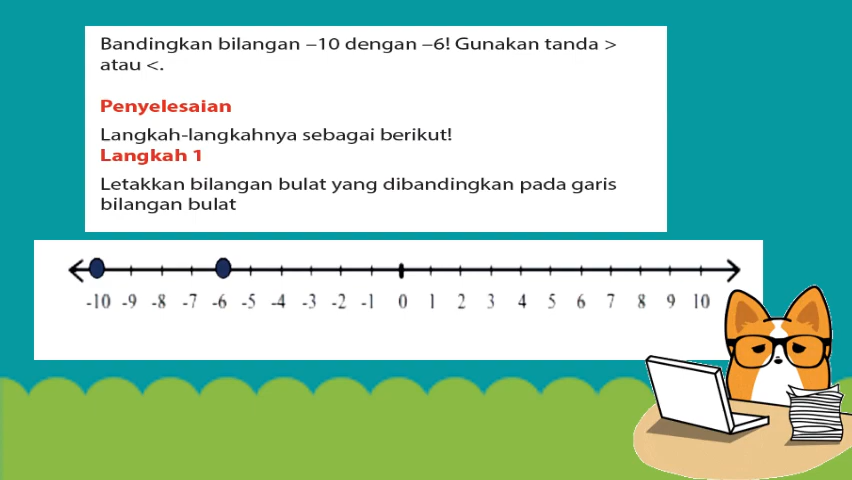 Bandingkan bilangan –10 dengan –6! Gunakan tanda >
atau <.
Penyelesaian
Langkah-langkahnya sebagai berikut!
Langkah 1
Letakkan bilangan bulat yang dibandingkan pada garis
bilangan bulat
-10 -9 -8 -7 -6 -5 -4 -3 -2 -1 0 1 2 3 4 5 6 7 8 9 10